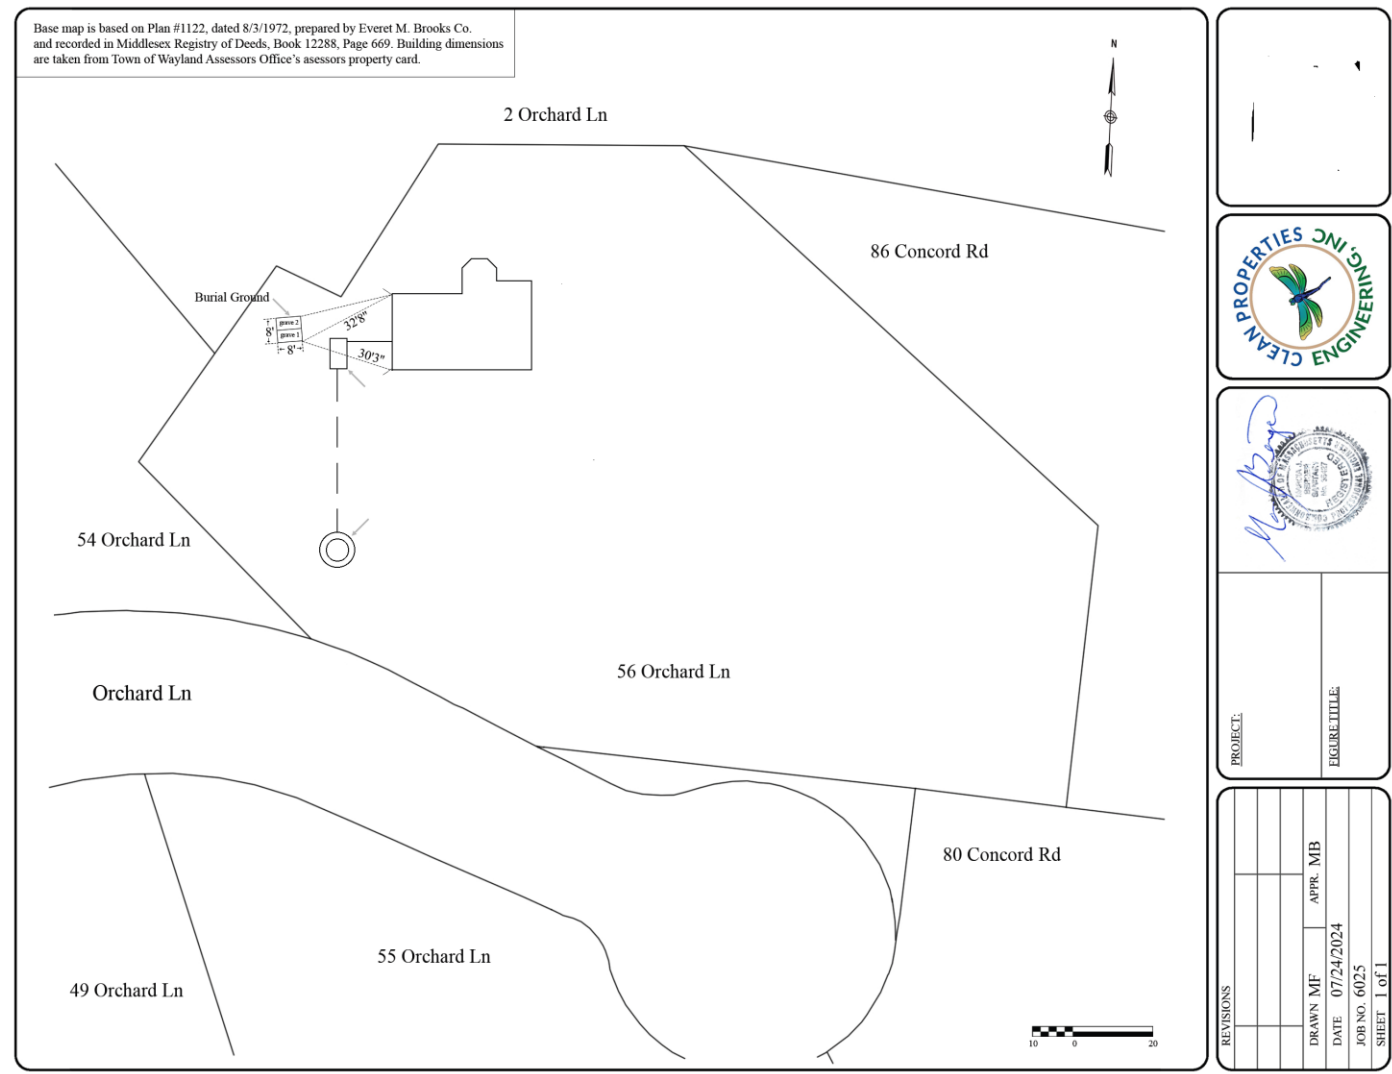 Base map is based on Plan #1122, dated 8/3/1972, prepared by Everet M. Brooks Co.
and recorded in Middlesex Registry of Deeds, Book 12288, Page 669. Building dimensions
are taken from Town of Wayland Assessors Office's asessors property card.
N
2 Orchard Ln
86 Concord Rd
Burial Ground
grave 2
grave 1
8'
8'
32'8"
30'3"
54 Orchard Ln
56 Orchard Ln
Orchard Ln
80 Concord Rd
55 Orchard Ln
49 Orchard Ln
10 0 20
CLEAN PROPERTIES
ENGINEERING, INC
PROJECT:
FIGURE TITLE:
REVISIONS
DRAWN MF APPR. MB
DATE 07/24/2024
JOB NO. 6025
SHEET 1 of 1